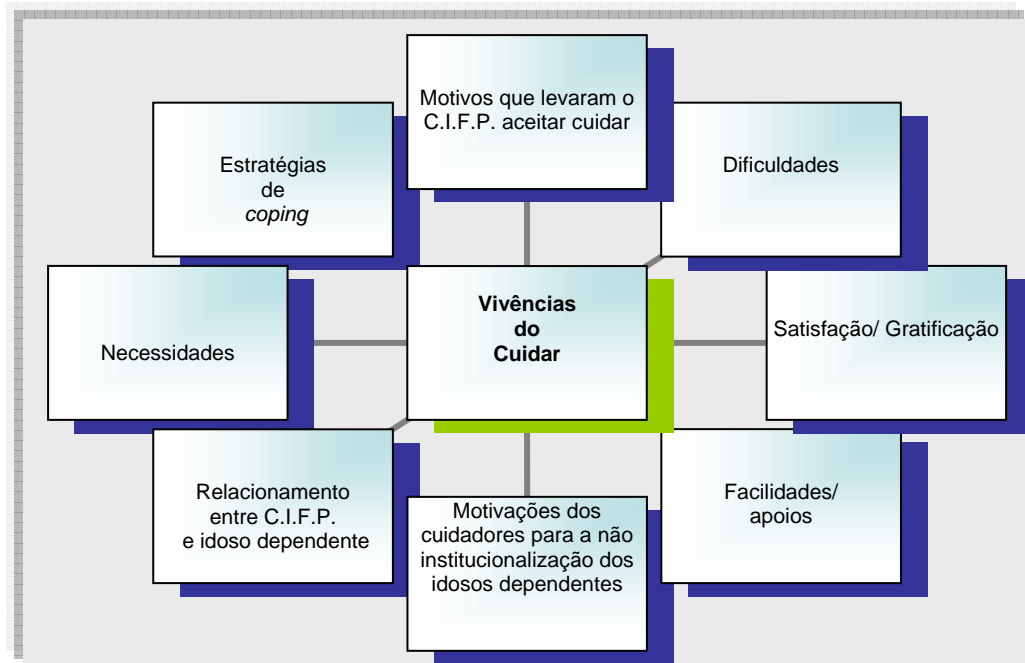 Motivos que levaram o
C.I.F.P. aceitar cuidar
Estratégias
de
coping
Dificuldades
Necessidades
Vivências
do
Cuidar
Satisfação/ Gratificação
Relacionamento
entre C.I.F.P.
e idoso dependente
Motivações dos
cuidadores para a não
institucionalização dos
idosos dependentes
Facilidades/
apoios